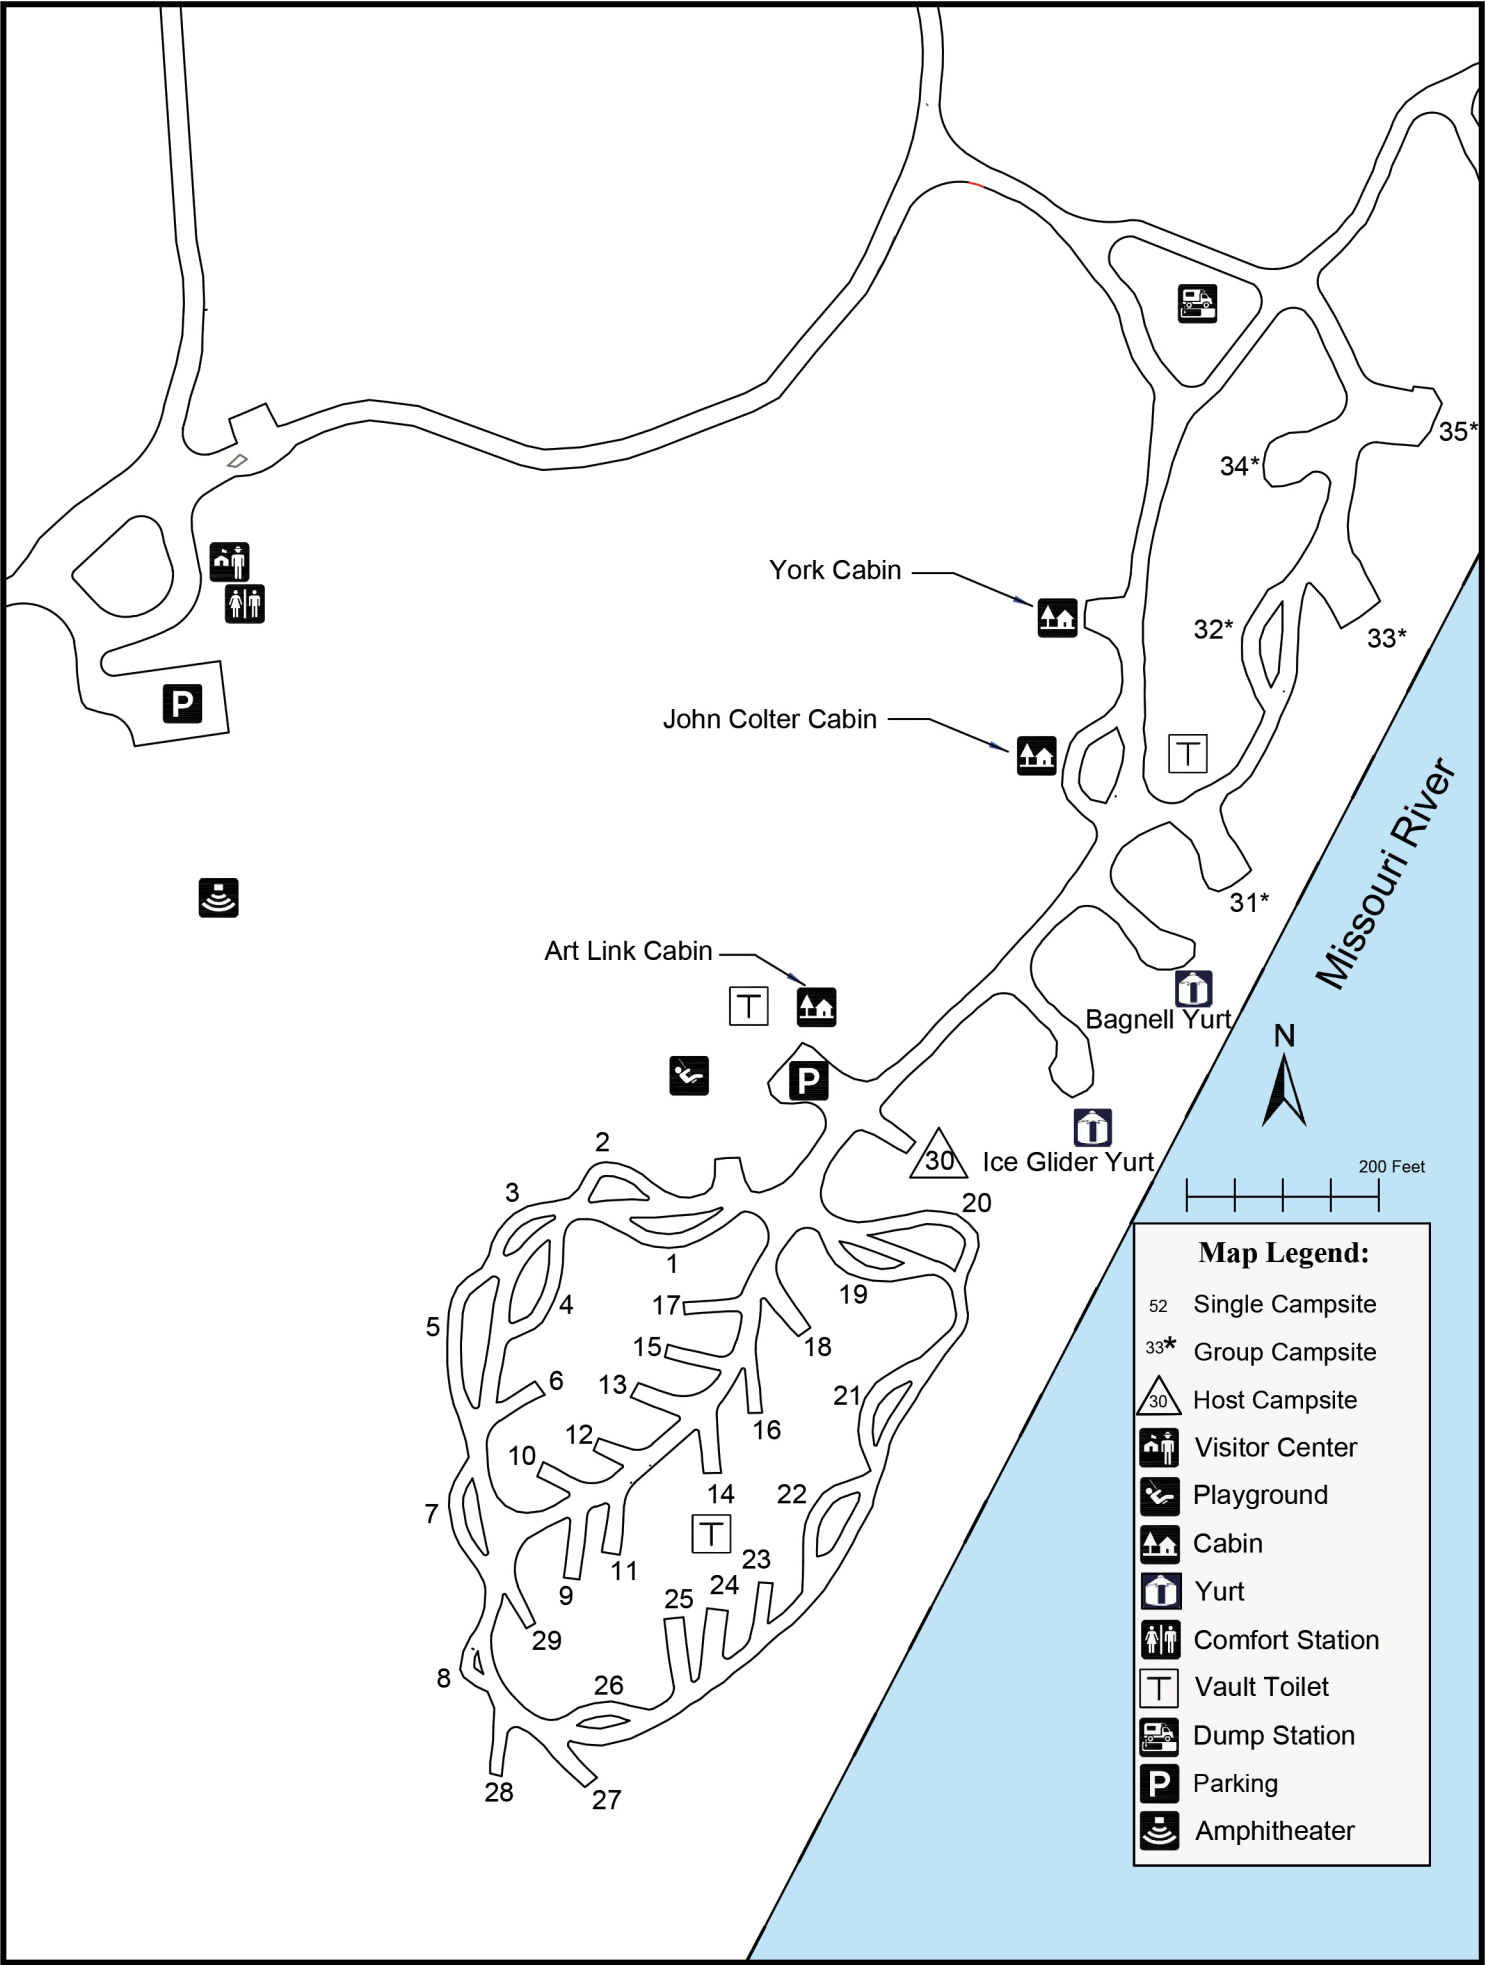 35*
34*
York Cabin
32*
33*
John Colter Cabin
T
Missouri River
P
31*
Art Link Cabin
T
Bagnell Yurt
N
P
2
30
Ice Glider Yurt
200 Feet
3
20
1
4
17
19
5
15
18
6
13
21
12
16
10
14
22
7
T
23
11
24
9
25
29
8
26
28
27
Map Legend:
52 Single Campsite
33* Group Campsite
30 Host Campsite
Visitor Center
Playground
Cabin
Yurt
Comfort Station
T Vault Toilet
Dump Station
P Parking
Amphitheater